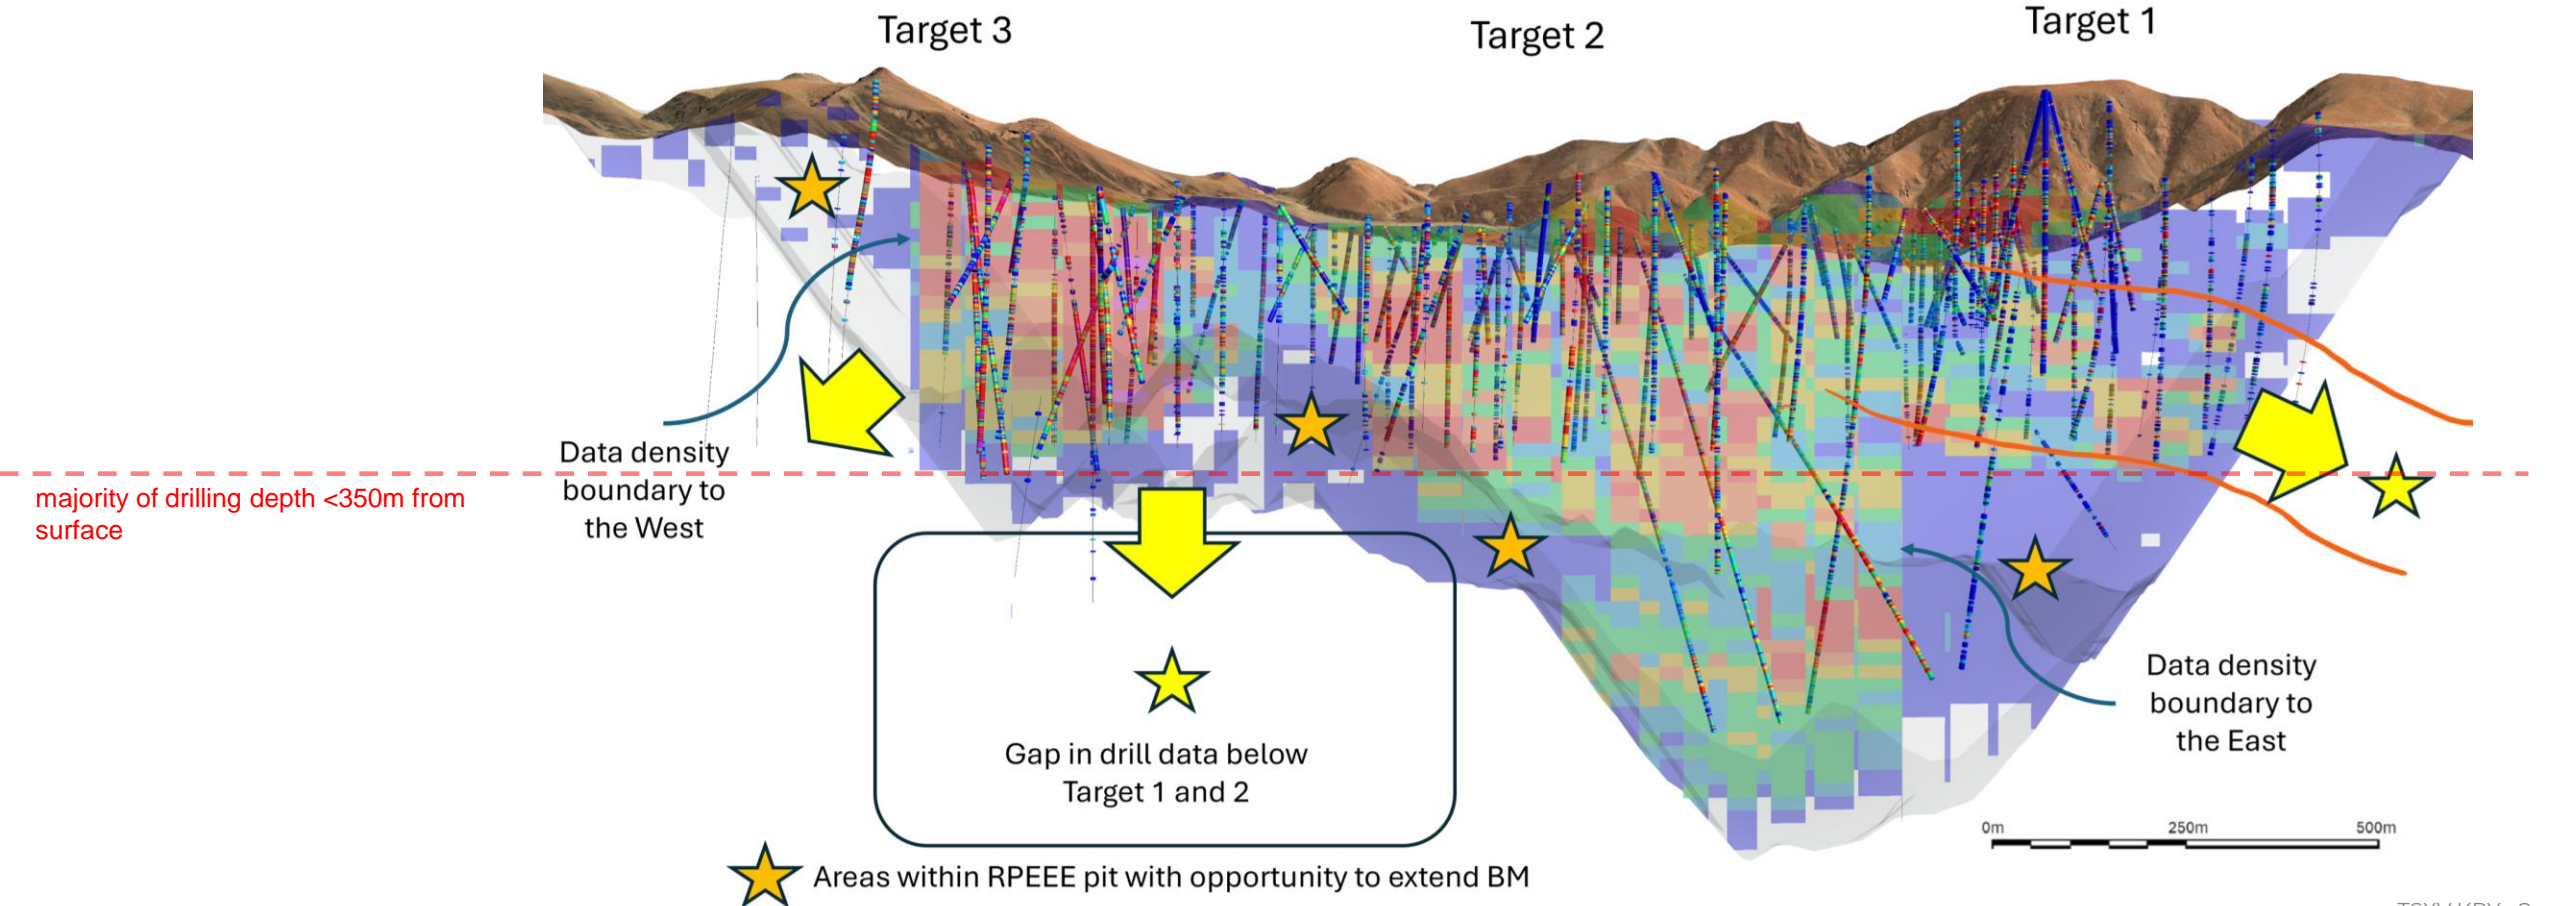 Target 3
Target 2
Target 1
Data density
boundary to
the West
majority of drilling depth <350m from
surface
Gap in drill data below
Target 1 and 2
Data density
boundary to
the East
0m
250m
500m
Areas within RPEEE pit with opportunity to extend BM